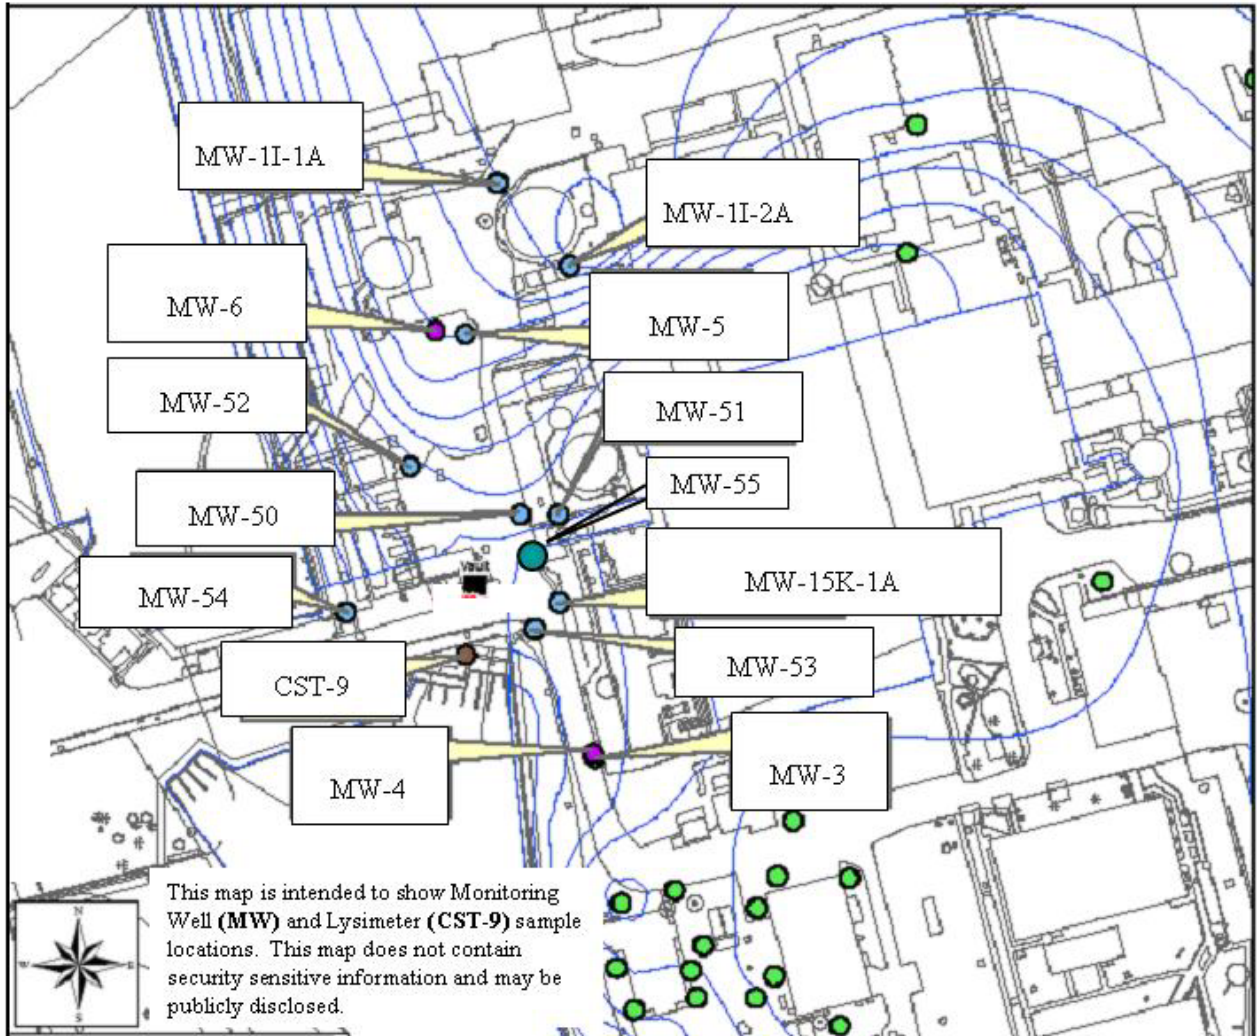 MW-1I-1A
MW-1I-2A
MW-6
MW-5
MW-52
MW-51
MW-55
MW-50
Vault
MW-15K-1A
MW-54
MW-53
CST-9
MW-4
MW-3
N
W
E
S
This map is intended to show Monitoring
Well (MW) and Lysimeter (CST-9) sample
locations. This map does not contain
security sensitive information and may be
publicly disclosed.